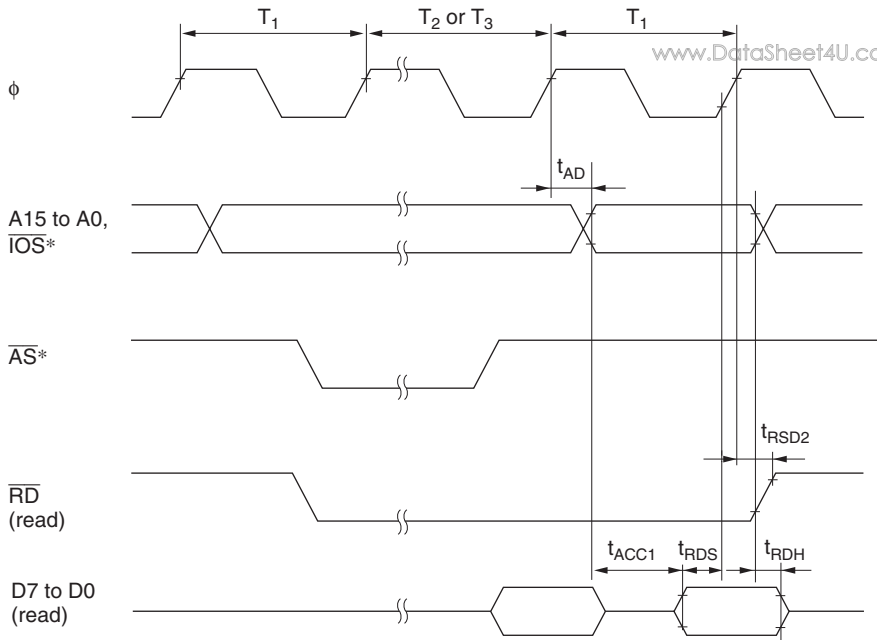 T1 T2 or T3 T1
www.DataSheet4U.co
ϕ
tAD
A15 to A0,
IOS*
AS*
tRSD2
RD
(read)
tACC1 tRDS tRDH
D7 to D0
(read)